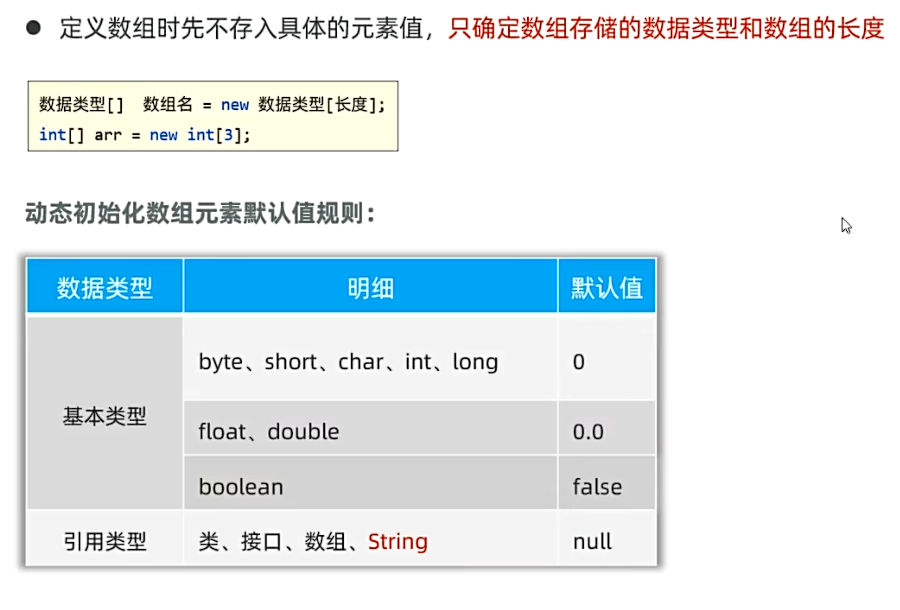 ● 定义数组时先不存入具体的元素值，只确定数组存储的数据类型和数组的长度
数据类型[] 数组名 = new 数据类型[长度];
int[] arr = new int[3];
动态初始化数组元素默认值规则：
数据类型 明细 默认值
基本类型
byte、short、char、int、long 0
float、double 0.0
boolean false
引用类型 类、接口、数组、String null